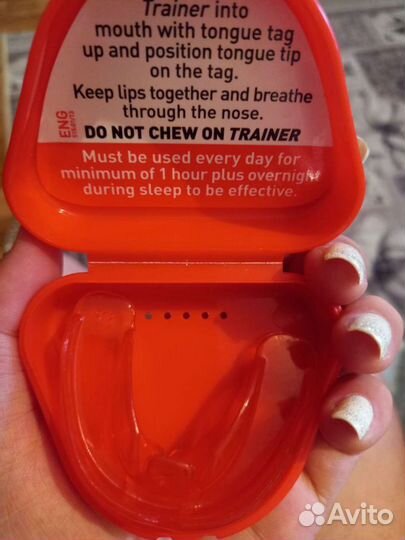 Trainer into
mouth with tongue tag
up and position tongue tip
on the tag.
Keep lips together and breathe
through the nose.
DO NOT CHEW ON TRAINER
ENG
Must be used every day for
minimum of 1 hour plus overnight
during sleep to be effective.
Avito